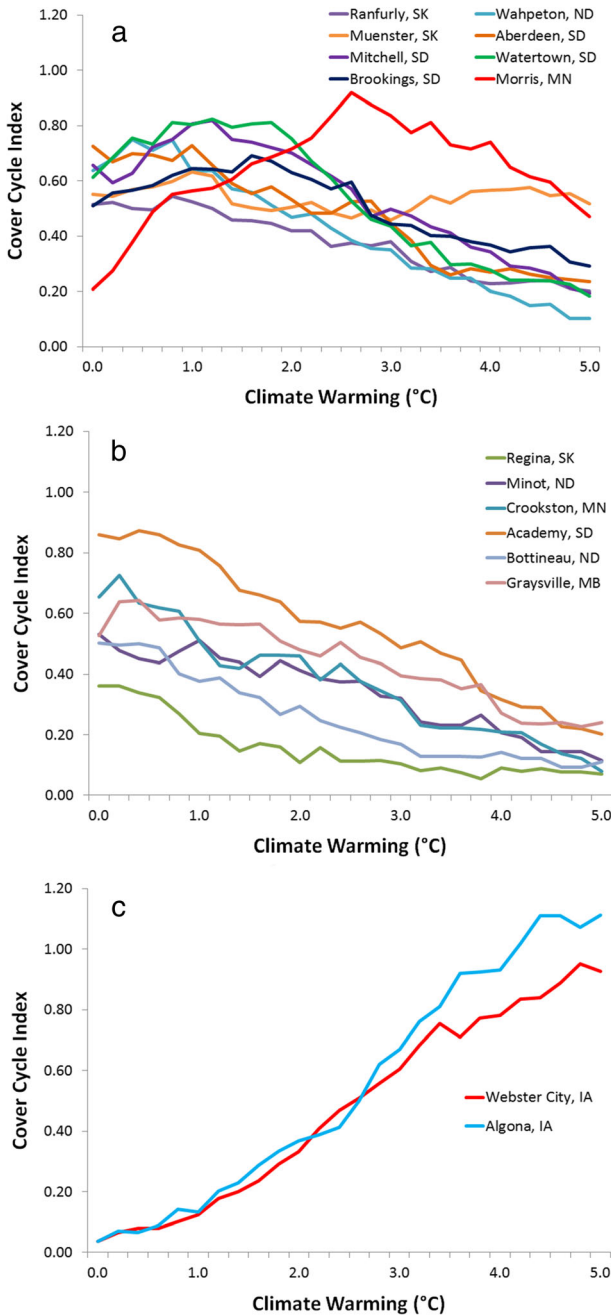 a
Ranfurly, SK Wahpeton, ND
Muenster, SK Aberdeen, SD
Mitchell, SD Watertown, SD
Brookings, SD Morris, MN
1.20
1.00
0.80
0.60
0.40
0.20
0.00
Cover Cycle Index
0.0 1.0 2.0 3.0 4.0 5.0
Climate Warming (°C)
b
Regina, SK
Minot, ND
Crookston, MN
Academy, SD
Bottineau, ND
Graysville, MB
1.20
1.00
0.80
0.60
0.40
0.20
0.00
Cover Cycle Index
0.0 1.0 2.0 3.0 4.0 5.0
Climate Warming (°C)
c
1.20
1.00
0.80
0.60
0.40
0.20
0.00
Cover Cycle Index
Webster City, IA
Algona, IA
0.0 1.0 2.0 3.0 4.0 5.0
Climate Warming (°C)